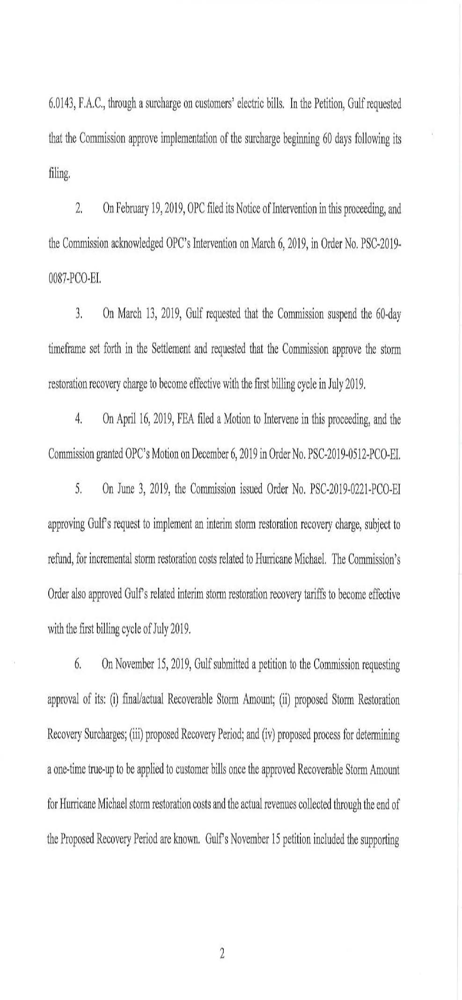 6.0143, F.A.C., through a surcharge on customers' electric bills. In the Petition, Gulf requested
that the Commission approve implementation of the surcharge beginning 60 days following its
filing.
2. On February 19, 2019, OPC filed its Notice of Intervention in this proceeding, and
the Commission acknowledged OPC's Intervention on March 6, 2019, in Order No. PSC-2019-
0087-PCO-EI.
3. On March 13, 2019, Gulf requested that the Commission suspend the 60-day
timeframe set forth in the Settlement and requested that the Commission approve the storm
restoration recovery charge to become effective with the first billing cycle in July 2019.
4. On April 16, 2019, FEA filed a Motion to Intervene in this proceeding, and the
Commission granted OPC's Motion on December 6, 2019 in Order No. PSC-2019-0512-PCO-EI.
5. On June 3, 2019, the Commission issued Order No. PSC-2019-0221-PCO-EI
approving Gulf's request to implement an interim storm restoration recovery charge, subject to
refund, for incremental storm restoration costs related to Hurricane Michael. The Commission's
Order also approved Gulf's related interim storm restoration recovery tariffs to become effective
with the first billing cycle of July 2019.
6. On November 15, 2019, Gulf submitted a petition to the Commission requesting
approval of its: (i) final/actual Recoverable Storm Amount; (ii) proposed Storm Restoration
Recovery Surcharges; (iii) proposed Recovery Period; and (iv) proposed process for determining
a one-time true-up to be applied to customer bills once the approved Recoverable Storm Amount
for Hurricane Michael storm restoration costs and the actual revenues collected through the end of
the Proposed Recovery Period are known. Gulf's November 15 petition included the supporting
2